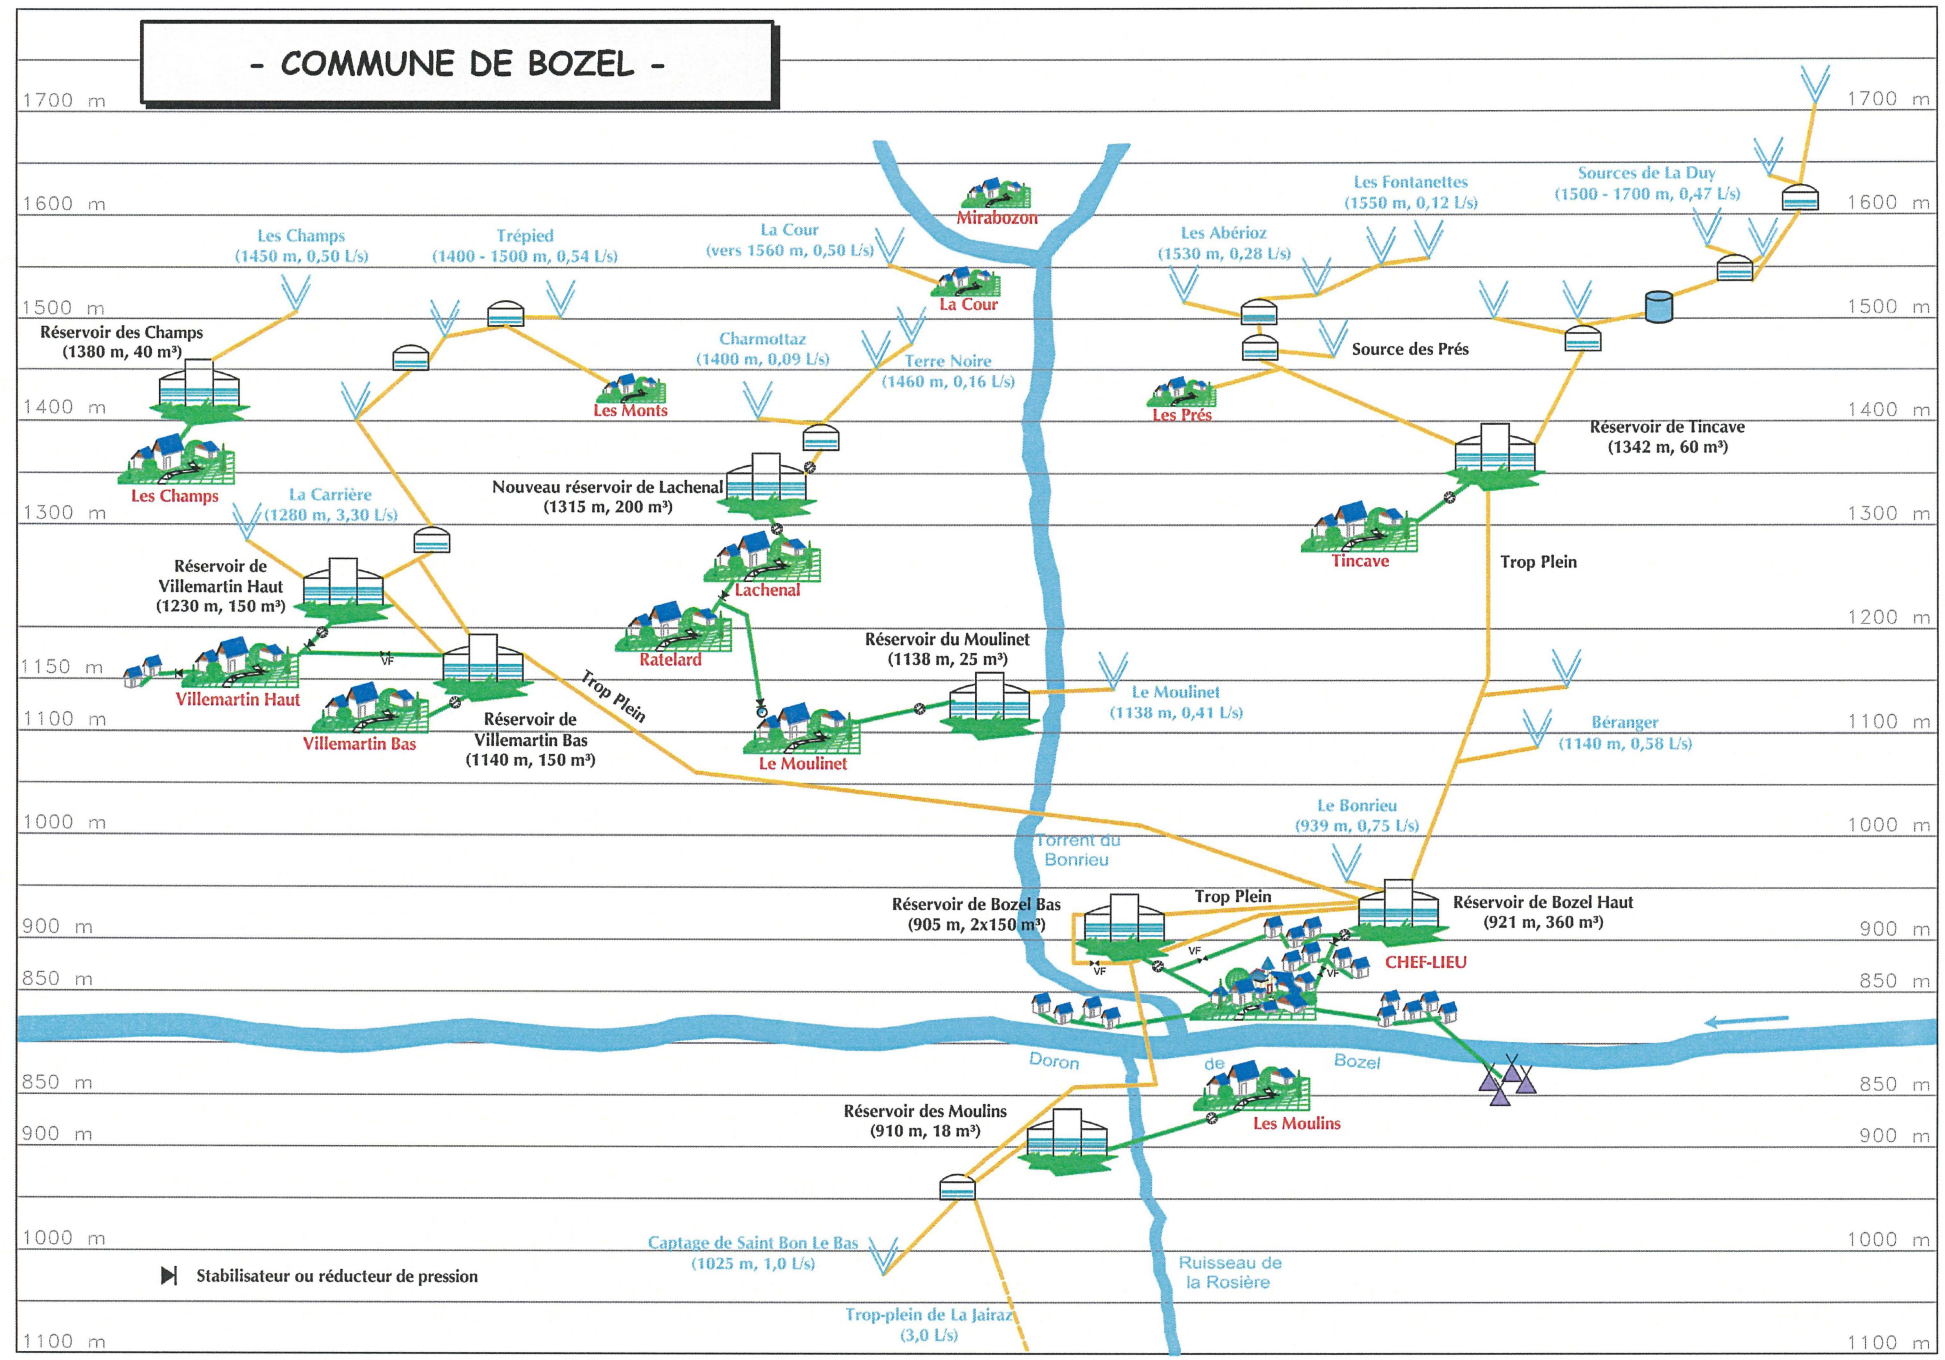 - COMMUNE DE BOZEL -
1700 m
1700 m
1600 m
1600 m
1500 m
1500 m
1400 m
1400 m
1300 m
1300 m
1200 m
1200 m
1150 m
1150 m
1100 m
1100 m
1000 m
1000 m
900 m
900 m
850 m
850 m
850 m
850 m
900 m
900 m
1000 m
1000 m
1100 m
1100 m
Les Champs
(1450 m, 0,50 L/s)
Trépied
(1400 - 1500 m, 0,54 L/s)
La Cour
(vers 1560 m, 0,50 L/s)
Mirabozon
La Cour
Les Abérioz
(1530 m, 0,28 L/s)
Les Fontanettes
(1550 m, 0,12 L/s)
Sources de La Duy
(1500 - 1700 m, 0,47 L/s)
Réservoir des Champs
(1380 m, 40 m³)
Les Champs
Les Monts
Charmottaz
(1400 m, 0,09 L/s)
Terre Noire
(1460 m, 0,16 L/s)
Source des Prés
Les Prés
Réservoir de Tincave
(1342 m, 60 m³)
Tincave
Trop Plein
Nouveau réservoir de Lachenal
(1315 m, 200 m³)
Lachenal
Ratelard
La Carrière
(1280 m, 3,30 L/s)
Réservoir de
Villemartin Haut
(1230 m, 150 m³)
VF
Villemartin Haut
Villemartin Bas
Réservoir de
Villemartin Bas
(1140 m, 150 m³)
Trop Plein
Réservoir du Moulinet
(1138 m, 25 m³)
Le Moulinet
(1138 m, 0,41 L/s)
Le Moulinet
Béranger
(1140 m, 0,58 L/s)
Le Bonrieu
(939 m, 0,75 L/s)
Torrent du
Bonrieu
Réservoir de Bozel Bas
(905 m, 2x150 m³)
Trop Plein
Réservoir de Bozel Haut
(921 m, 360 m³)
VF
VF
VF
CHEF-LIEU
Doron
de
Bozel
Réservoir des Moulins
(910 m, 18 m³)
Les Moulins
Captage de Saint Bon Le Bas
(1025 m, 1,0 L/s)
Ruisseau de
la Rosière
Stabilisateur ou réducteur de pression
Trop-plein de La Jairaz
(3,0 L/s)